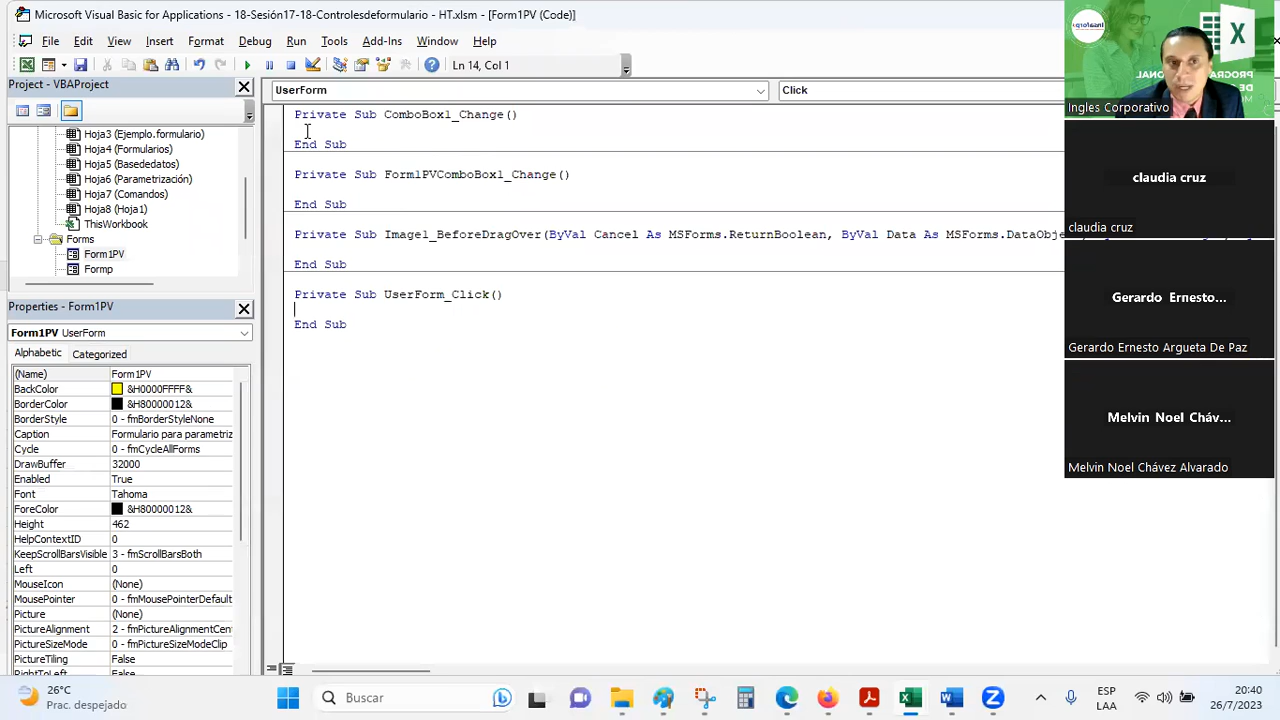 Microsoft Visual Basic for Applications - 18-Sesión17-18-Controlesdeformulario - HT.xlsm - [Form1PV (Code)]
File Edit View Insert Format Debug Run Tools Add-Ins Window Help
Ln 14, Col 1
Project - VBAProject
Hoja3 (Ejemplo.formulario)
Hoja4 (Formularios)
Hoja5 (Basededatos)
Hoja6 (Parametrización)
Hoja7 (Comandos)
Hoja8 (Hoja1)
ThisWorkbook
Forms
Form1PV
Formp
Properties - Form1PV
Form1PV UserForm
Alphabetic Categorized
(Name) Form1PV
BackColor &H0000FFFF&
BorderColor &H80000012&
BorderStyle 0 - fmBorderStyleNone
Caption Formulario para parametriz
Cycle 0 - fmCycleAllForms
DrawBuffer 32000
Enabled True
Font Tahoma
ForeColor &H80000012&
Height 462
HelpContextID 0
KeepScrollBarsVisible 3 - fmScrollBarsBoth
Left 0
MouseIcon (None)
MousePointer 0 - fmMousePointerDefault
Picture (None)
PictureAlignment 2 - fmPictureAlignmentCen
PictureSizeMode 0 - fmPictureSizeModeClip
PictureTiling False
UserForm Click
Private Sub ComboBox1_Change()
End Sub
Private Sub Form1PVComboBox1_Change()
End Sub
Private Sub Image1_BeforeDragOver(ByVal Cancel As MSForms.ReturnBoolean, ByVal Data As MSForms.DataObje
End Sub
Private Sub UserForm_Click()
End Sub
Ingles Corporativo
claudia cruz
claudia cruz
Gerardo Ernesto...
Gerardo Ernesto Argueta De Paz
Melvin Noel Cháv...
Melvin Noel Chávez Alvarado
26°C
Prac. despejado
Buscar
ESP
LAA
20:40
26/7/2023